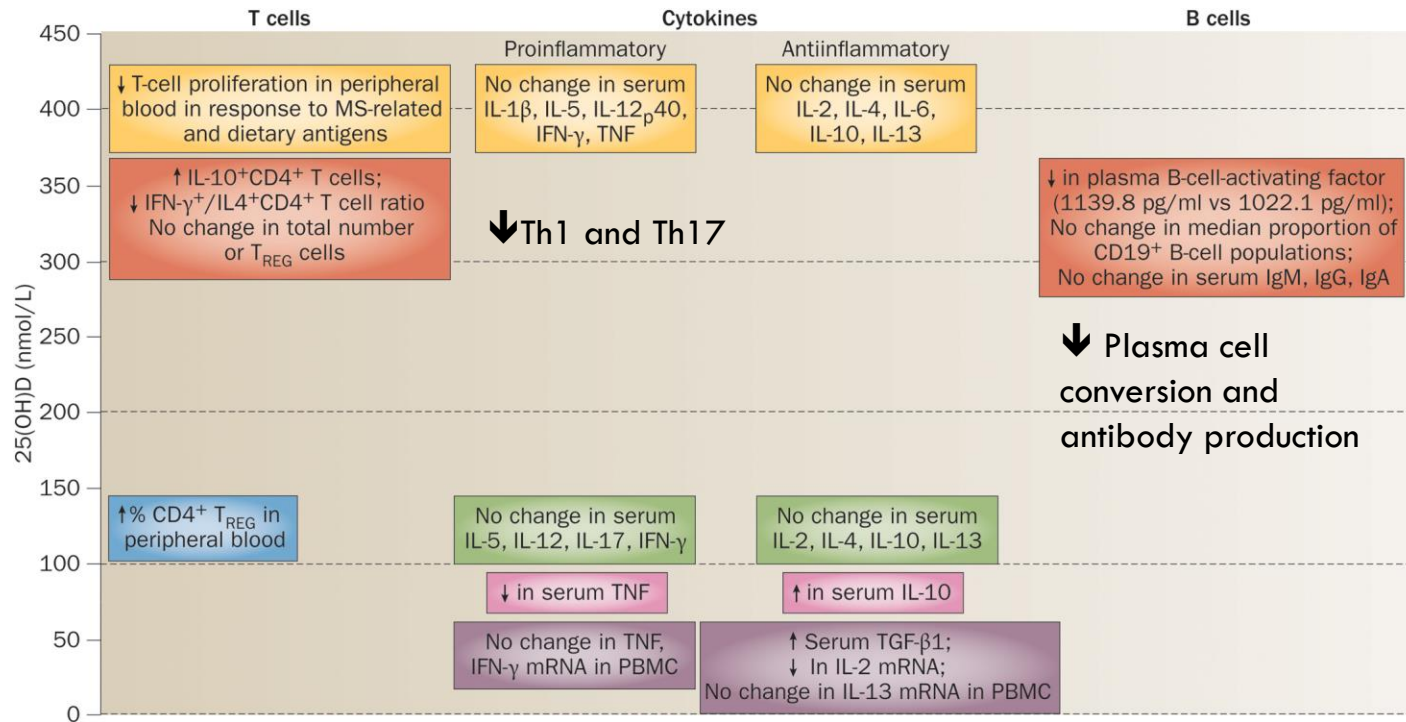 T cells
Cytokines
B cells
Proinflammatory
Antiinflammatory
25(OH)D (nmol/L)
450
400
350
300
250
200
150
100
50
0
↓ T-cell proliferation in peripheral
blood in response to MS-related
and dietary antigens
No change in serum
IL-1β, IL-5, IL-12p40,
IFN-γ, TNF
No change in serum
IL-2, IL-4, IL-6,
IL-10, IL-13
↑ IL-10⁺CD4⁺ T cells;
↓ IFN-γ⁺/IL4⁺CD4⁺ T cell ratio
No change in total number
or TREG cells
↓Th1 and Th17
↓ in plasma B-cell-activating factor
(1139.8 pg/ml vs 1022.1 pg/ml);
No change in median proportion of
CD19⁺ B-cell populations;
No change in serum IgM, IgG, IgA
↓ Plasma cell
conversion and
antibody production
↑% CD4⁺ TREG in
peripheral blood
No change in serum
IL-5, IL-12, IL-17, IFN-γ
No change in serum
IL-2, IL-4, IL-10, IL-13
↓ in serum TNF
↑ in serum IL-10
No change in TNF,
IFN-γ mRNA in PBMC
↑ Serum TGF-β1;
↓ In IL-2 mRNA;
No change in IL-13 mRNA in PBMC